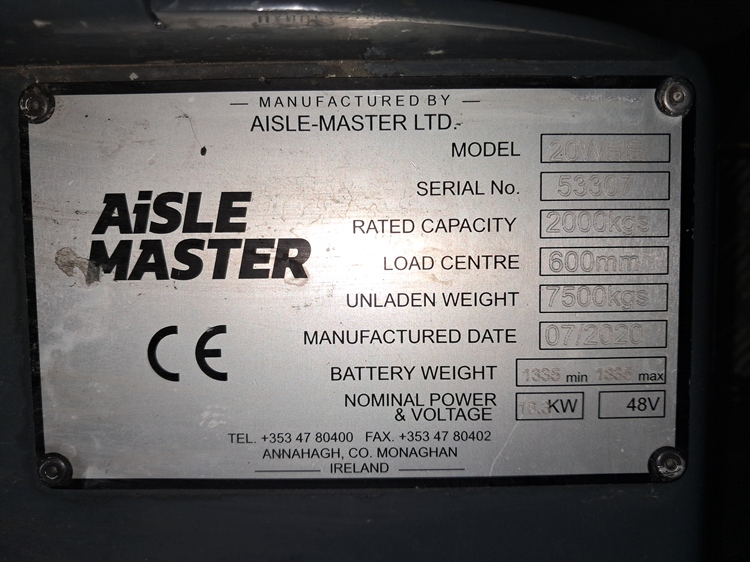 MANUFACTURED BY
AISLE-MASTER LTD.
AiSLE
MASTER
CE
MODEL
SERIAL No. 53307
RATED CAPACITY 2000kgs
LOAD CENTRE 600mm
UNLADEN WEIGHT 7500kgs
MANUFACTURED DATE 07/2020
BATTERY WEIGHT 1335 min 1335 max
NOMINAL POWER
& VOLTAGE KW 48V
TEL. +353 47 80400 FAX. +353 47 80402
ANNAHAGH, CO. MONAGHAN
IRELAND